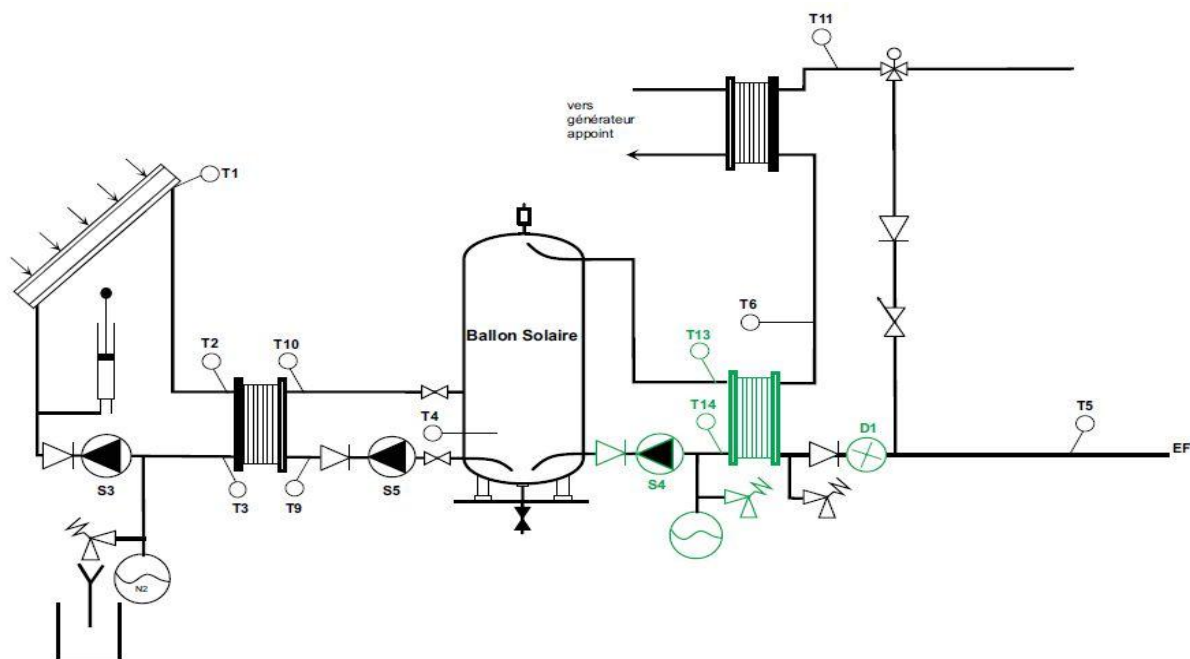 T11
vers
générateur
appoint
T1
T6
Ballon Solaire
T13
T2
T10
T4
T14
D1
T5
EF
S3
T3
T9
S5
S4
N2